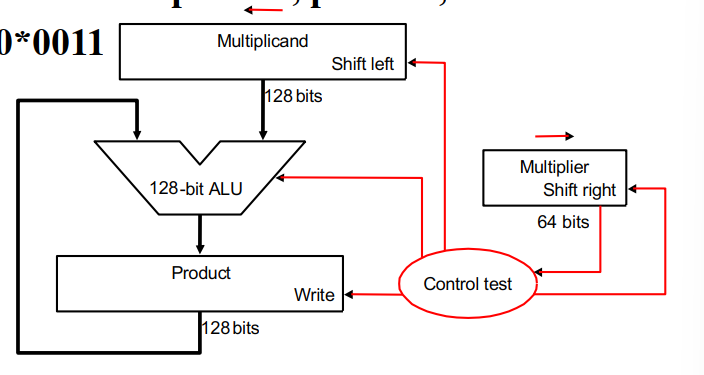 0*0011
Multiplicand
Shift left
128 bits
128-bit ALU
Multiplier
Shift right
64 bits
Product
Write
Control test
128 bits